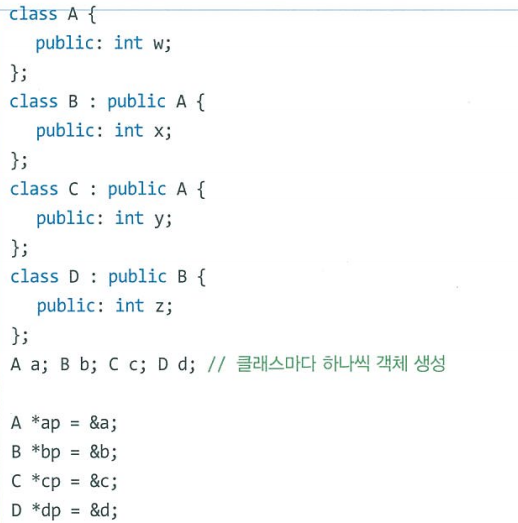 class A {
public: int w;
};
class B : public A {
public: int x;
};
class C : public A {
public: int y;
};
class D : public B {
public: int z;
};
A a; B b; C c; D d; // 클래스마다 하나씩 객체 생성
A *ap = &a;
B *bp = &b;
C *cp = &c;
D *dp = &d;